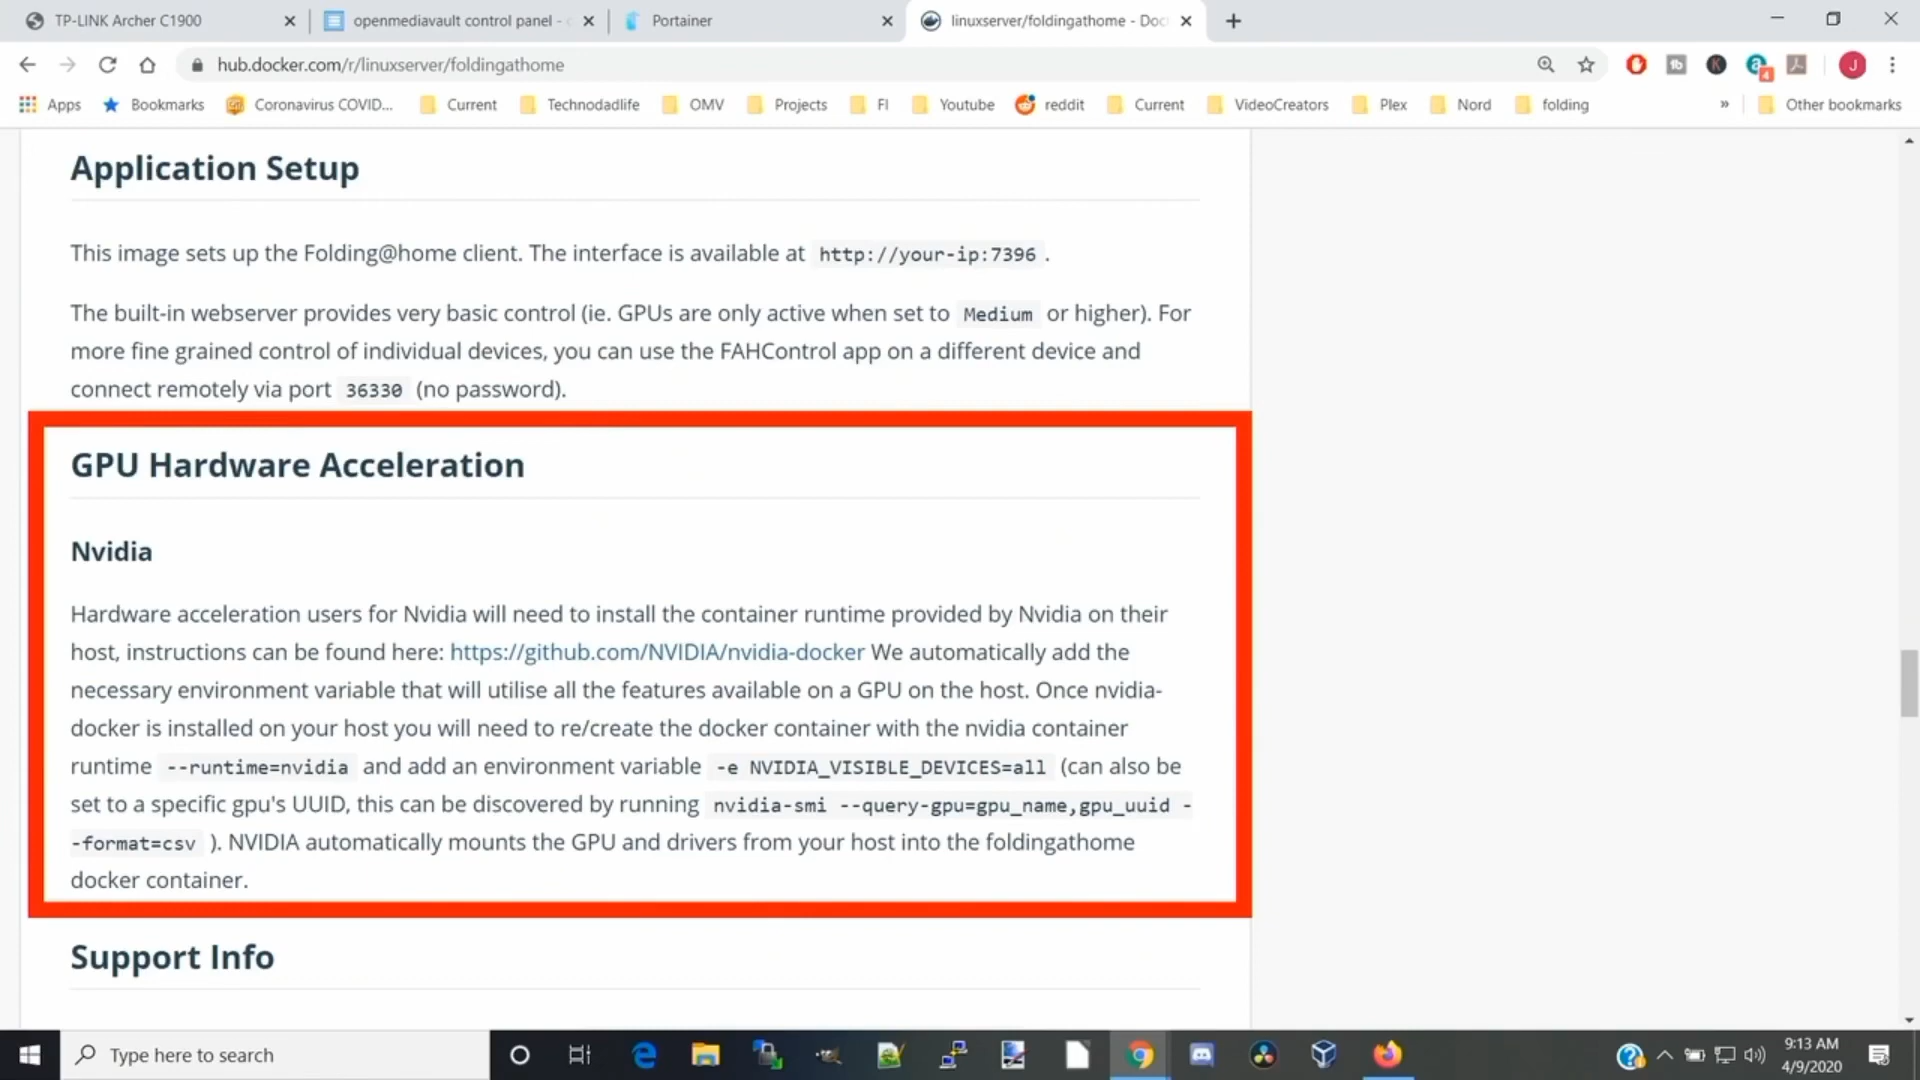 TP-LINK Archer C1900
openmediavault control panel - 
Portainer
linuxserver/foldingathome - Doc
hub.docker.com/r/linuxserver/foldingathome
4
J
Apps
Bookmarks
Coronavirus COVID...
Current
Technodadlife
OMV
Projects
FI
Youtube
reddit
Current
VideoCreators
Plex
Nord
folding
»
Other bookmarks
Application Setup
This image sets up the Folding@home client. The interface is available at http://your-ip:7396 .
The built-in webserver provides very basic control (ie. GPUs are only active when set to Medium or higher). For
more fine grained control of individual devices, you can use the FAHControl app on a different device and
connect remotely via port 36330 (no password).
GPU Hardware Acceleration
Nvidia
Hardware acceleration users for Nvidia will need to install the container runtime provided by Nvidia on their
host, instructions can be found here: https://github.com/NVIDIA/nvidia-docker We automatically add the
necessary environment variable that will utilise all the features available on a GPU on the host. Once nvidia-
docker is installed on your host you will need to re/create the docker container with the nvidia container
runtime --runtime=nvidia and add an environment variable -e NVIDIA_VISIBLE_DEVICES=all (can also be
set to a specific gpu's UUID, this can be discovered by running nvidia-smi --query-gpu=gpu_name,gpu_uuid -
-format=csv ). NVIDIA automatically mounts the GPU and drivers from your host into the foldingathome
docker container.
Support Info
Type here to search
9:13 AM
4/9/2020